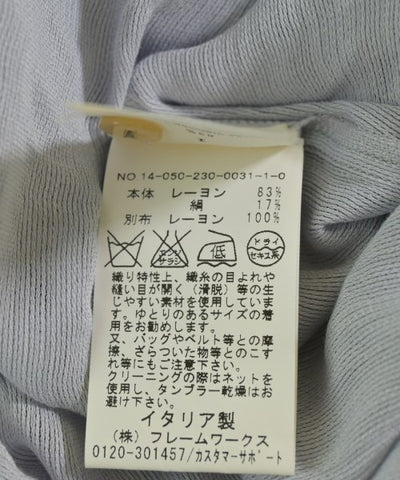 NO 14-050-230-0031-1-0
本体 レーヨン 83%
絹 17%
別布 レーヨン 100%
エンソ サラシ 低 ドライ セキユ系
織り特性上、織糸の目よれや
縫い目が開く（滑脱）等の生
じやすい素材を使用していま
す。ゆとりのあるサイズの着
用をお勧めします。
又、バッグやベルト等との摩
擦、ざらついた物等とのこす
れ等にもご注意下さい。
クリーニングの際はネットを
使用し、タンブラー乾燥はお
避け下さい。
イタリア製
（株）フレームワークス
0120-301457/カスタマーサポート